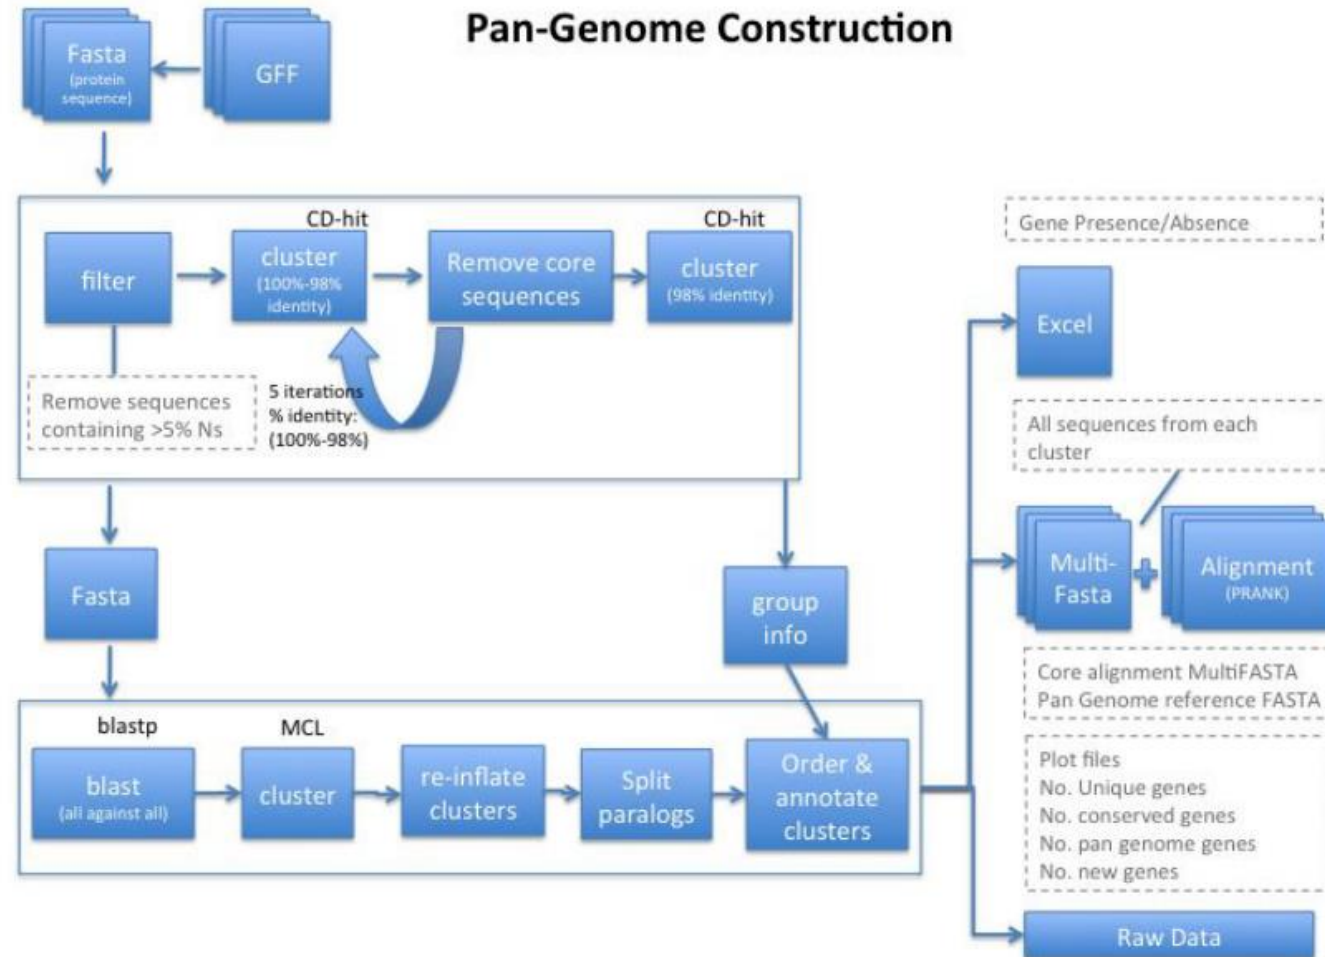 Pan-Genome Construction
Fasta
(protein
sequence)
GFF
CD-hit
CD-hit
filter
cluster
(100%-98%
identity)
Remove core
sequences
cluster
(98% identity)
Remove sequences
containing >5% Ns
5 iterations
% identity:
(100%-98%)
Fasta
group
info
blastp
MCL
blast
(all against all)
cluster
re-inflate
clusters
Split
paralogs
Order &
annotate
clusters
Gene Presence/Absence
Excel
All sequences from each
cluster
Multi-
Fasta
+
Alignment
(PRANK)
Core alignment MultiFASTA
Pan Genome reference FASTA
Plot files
No. Unique genes
No. conserved genes
No. pan genome genes
No. new genes
Raw Data